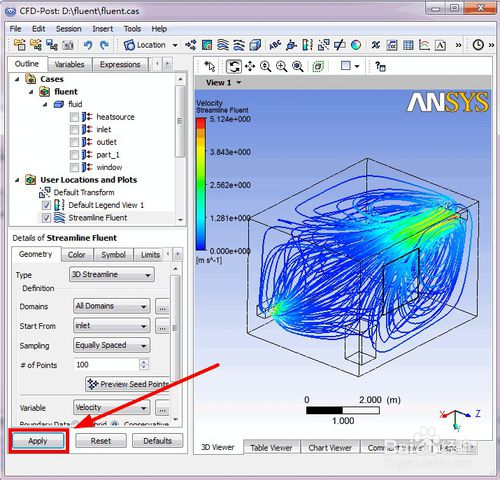 CFD-Post: D:\fluent\fluent.cas
File Edit Session Insert Tools Help
Location
Outline Variables Expressions
Cases
fluent
fluid
heatsource
inlet
outlet
part_1
window
User Locations and Plots
Default Transform
Default Legend View 1
Streamline Fluent
Details of Streamline Fluent
Geometry Color Symbol Limits
Type 3D Streamline
Definition
Domains All Domains ...
Start From inlet ...
Sampling Equally Spaced
# of Points 100
Preview Seed Points
Variable Velocity ...
Boundary Data Hybrid Conservative
Apply Reset Defaults
View 1
Velocity
Streamline Fluent
5.124e+000
3.843e+000
2.562e+000
1.281e+000
0.000e+000
[m s^-1]
ANSYS
0 2.000 (m)
1.000
X
Y
Z
3D Viewer Table Viewer Chart Viewer Comment Viewer